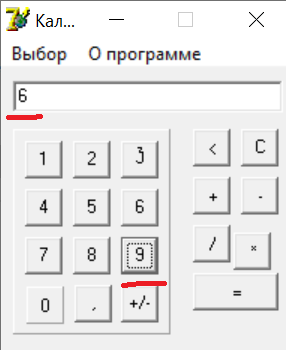 Кал...
Выбор О программе
6
1 2 3 < C
4 5 6 + -
7 8 9 / *
0 , +/- =